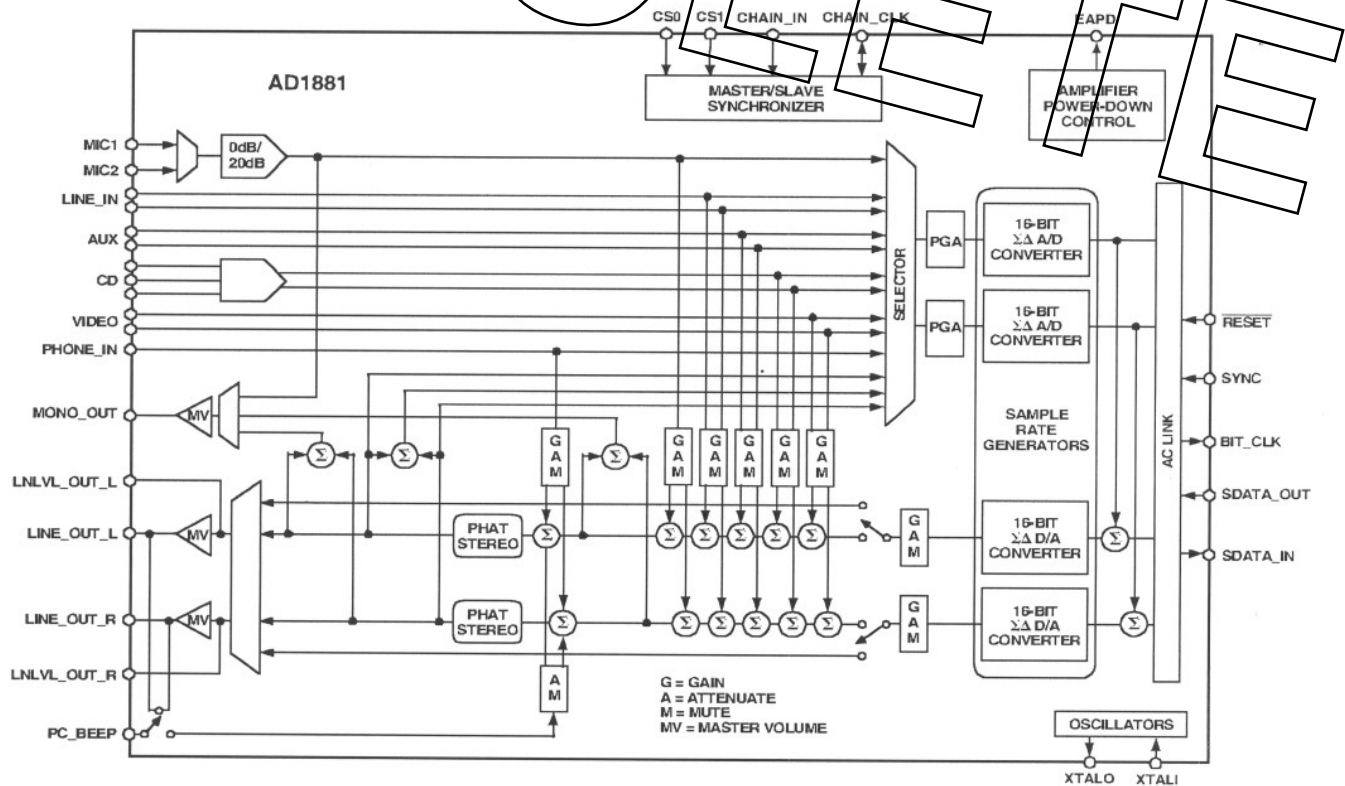 CS0 CS1 CHAIN_IN CHAIN_CLK EAPD
AD1881
MASTER/SLAVE
SYNCHRONIZER
AMPLIFIER
POWER-DOWN
CONTROL
MIC1
MIC2
0dB/
20dB
LINE_IN
AUX
CD
VIDEO
PHONE_IN
MONO_OUT
MV
LNLVL_OUT_L
LINE_OUT_L
MV
LINE_OUT_R
MV
LNLVL_OUT_R
PC_BEEP
Σ
Σ
Σ
G
A
M
G
A
M
G
A
M
G
A
M
G
A
M
G
A
M
PHAT
STEREO
Σ
Σ Σ Σ Σ Σ
PHAT
STEREO
Σ
Σ Σ Σ Σ Σ
A
M
G
A
M
G
A
M
SELECTOR
PGA
PGA
16-BIT
ΣΔ A/D
CONVERTER
16-BIT
ΣΔ A/D
CONVERTER
SAMPLE
RATE
GENERATORS
16-BIT
ΣΔ D/A
CONVERTER
16-BIT
ΣΔ D/A
CONVERTER
Σ
Σ
AC LINK
RESET
SYNC
BIT_CLK
SDATA_OUT
SDATA_IN
G = GAIN
A = ATTENUATE
M = MUTE
MV = MASTER VOLUME
OSCILLATORS
XTALO XTALI